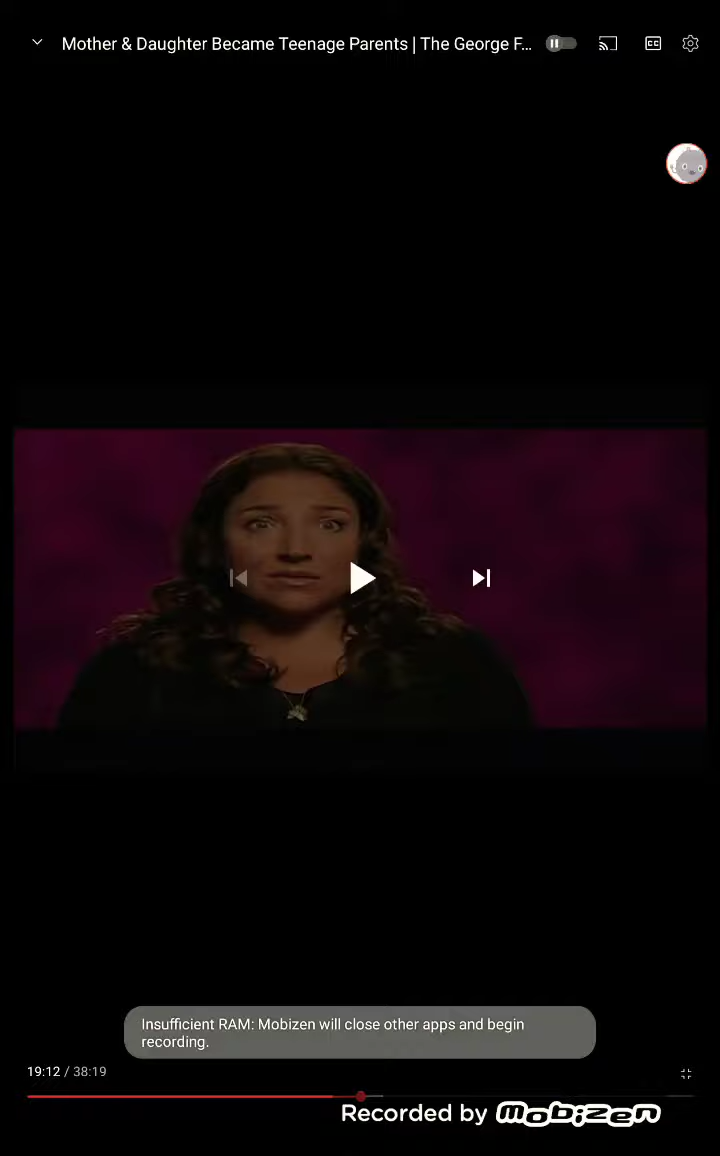 Mother & Daughter Became Teenage Parents | The George F...
CC
Insufficient RAM: Mobizen will close other apps and begin
recording.
19:12 / 38:19
Recorded by mobizen